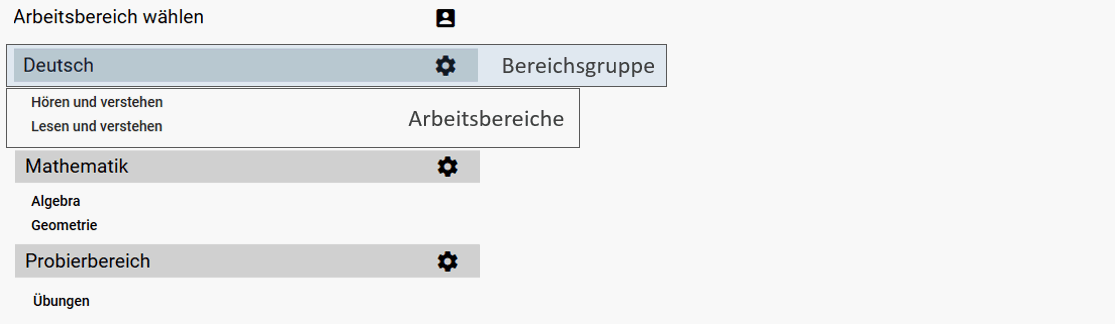 Arbeitsbereich wählen
Deutsch
Bereichsgruppe
Hören und verstehen
Arbeitsbereiche
Lesen und verstehen
Mathematik
Algebra
Geometrie
Probierbereich
Übungen